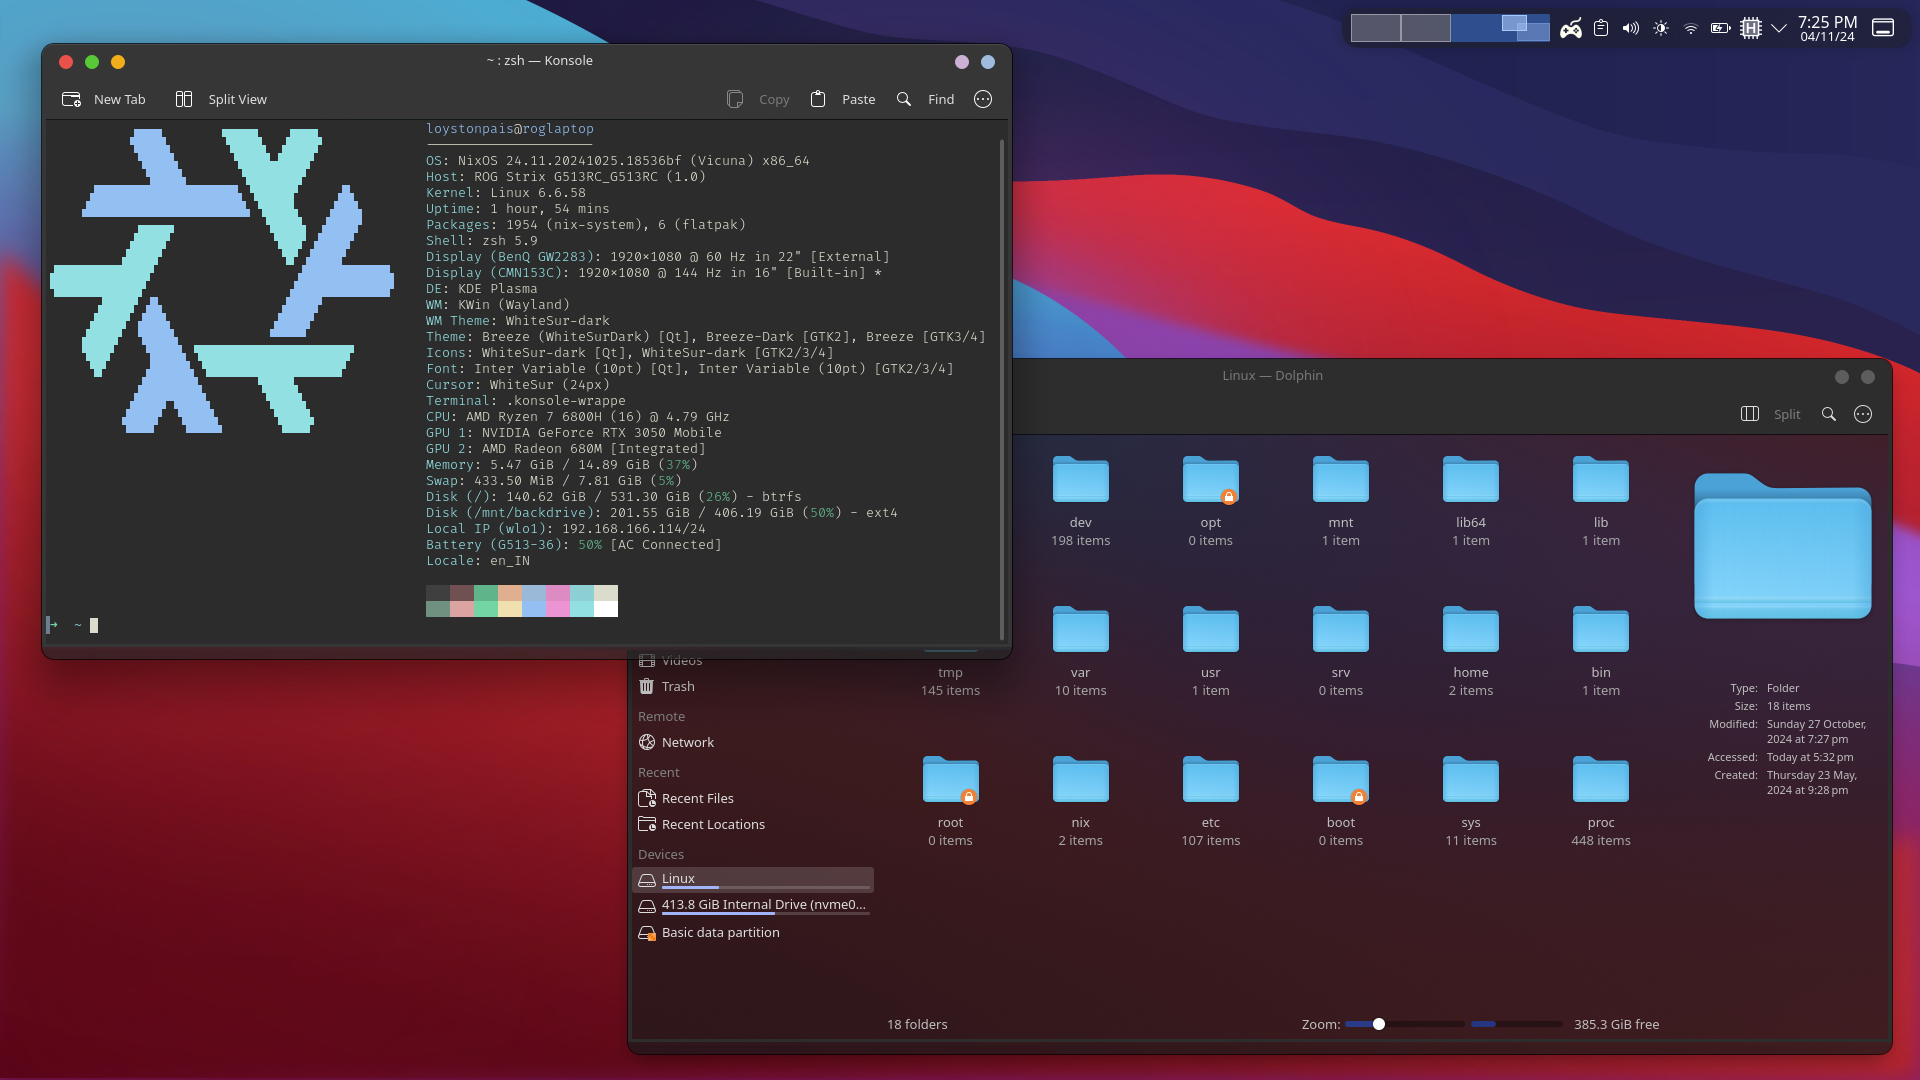 7:25 PM
04/11/24
~ : zsh — Konsole
New Tab
Split View
Copy
Paste
Find
loystonpais@roglaptop
OS: NixOS 24.11.20241025.18536bf (Vicuna) x86_64
Host: ROG Strix G513RC_G513RC (1.0)
Kernel: Linux 6.6.58
Uptime: 1 hour, 54 mins
Packages: 1954 (nix-system), 6 (flatpak)
Shell: zsh 5.9
Display (BenQ GW2283): 1920×1080 @ 60 Hz in 22" [External]
Display (CMN153C): 1920×1080 @ 144 Hz in 16" [Built-in] *
DE: KDE Plasma
WM: KWin (Wayland)
WM Theme: WhiteSur-dark
Theme: Breeze (WhiteSurDark) [Qt], Breeze-Dark [GTK2], Breeze [GTK3/4]
Icons: WhiteSur-dark [Qt], WhiteSur-dark [GTK2/3/4]
Font: Inter Variable (10pt) [Qt], Inter Variable (10pt) [GTK2/3/4]
Cursor: WhiteSur (24px)
Terminal: .konsole-wrappe
CPU: AMD Ryzen 7 6800H (16) @ 4.79 GHz
GPU 1: NVIDIA GeForce RTX 3050 Mobile
GPU 2: AMD Radeon 680M [Integrated]
Memory: 5.47 GiB / 14.89 GiB (37%)
Swap: 433.50 MiB / 7.81 GiB (5%)
Disk (/): 140.62 GiB / 531.30 GiB (26%) - btrfs
Disk (/mnt/backdrive): 201.55 GiB / 406.19 GiB (50%) - ext4
Local IP (wlo1): 192.168.166.114/24
Battery (G513-36): 50% [AC Connected]
Locale: en_IN
➜ ~
Linux — Dolphin
Split
dev
198 items
opt
0 items
mnt
1 item
lib64
1 item
lib
1 item
tmp
145 items
var
10 items
usr
1 item
srv
0 items
home
2 items
bin
1 item
root
0 items
nix
2 items
etc
107 items
boot
0 items
sys
11 items
proc
448 items
Videos
Trash
Remote
Network
Recent
Recent Files
Recent Locations
Devices
Linux
413.8 GiB Internal Drive (nvme0...
Basic data partition
Type: Folder
Size: 18 items
Modified: Sunday 27 October,
2024 at 7:27 pm
Accessed: Today at 5:32 pm
Created: Thursday 23 May,
2024 at 9:28 pm
18 folders
Zoom:
385.3 GiB free